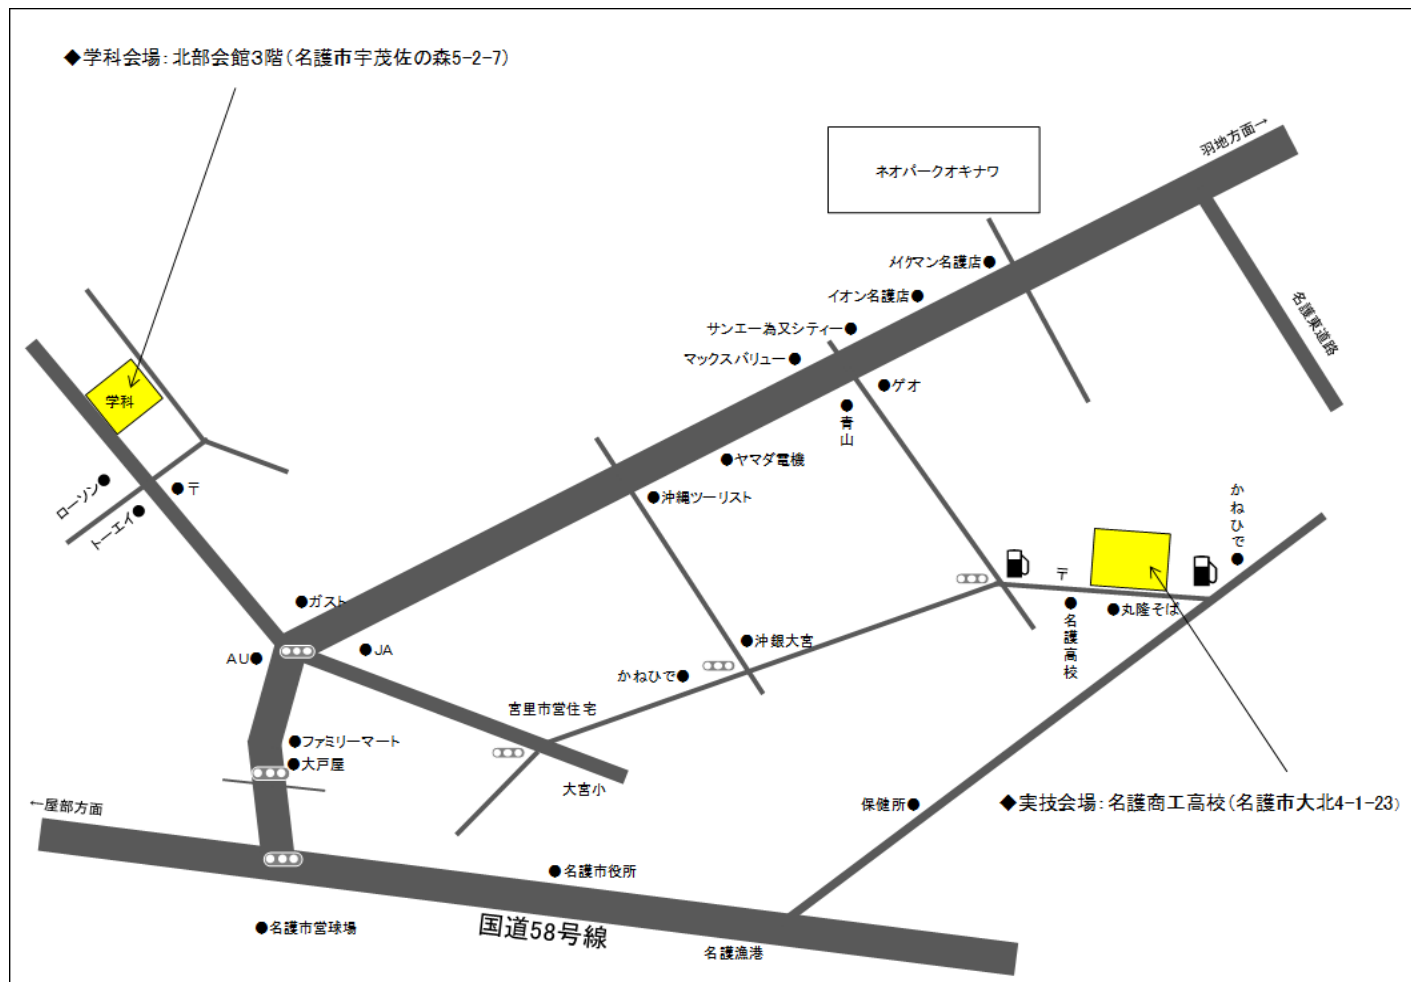 ◆学科会場：北部会館3階（名護市宇茂佐の森5-2-7）
羽地方面→
ネオパークオキナワ
メイクマン名護店●
イオン名護店●
サンエー為又シティー●
マックスバリュー●
●ゲオ
●青山
名護東道路
学科
ローソン●
トーエイ●
●〒
●ヤマダ電機
●沖縄ツーリスト
かねひで●
〒
●名護高校
●丸隆そば
●ガスト
AU●
●JA
●沖銀大宮
かねひで●
宮里市営住宅
●ファミリーマート
●大戸屋
大宮小
保健所●
◆実技会場：名護商工高校（名護市大北4-1-23）
←屋部方面
●名護市役所
●名護市営球場
国道58号線
名護漁港